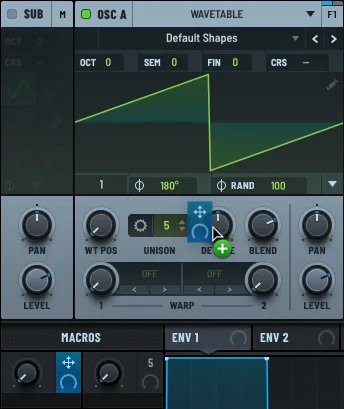 SUB M OSC A WAVETABLE F1
Default Shapes < >
OCT 0 OCT 0 SEM 0 FIN 0 CRS –
CRS –
1 180° RAND 100
5
PAN WT POS UNISON BLEND PAN
OFF OFF
< > < >
LEVEL 1 WARP 2 LEVEL
MACROS ENV 1 ENV 2
5